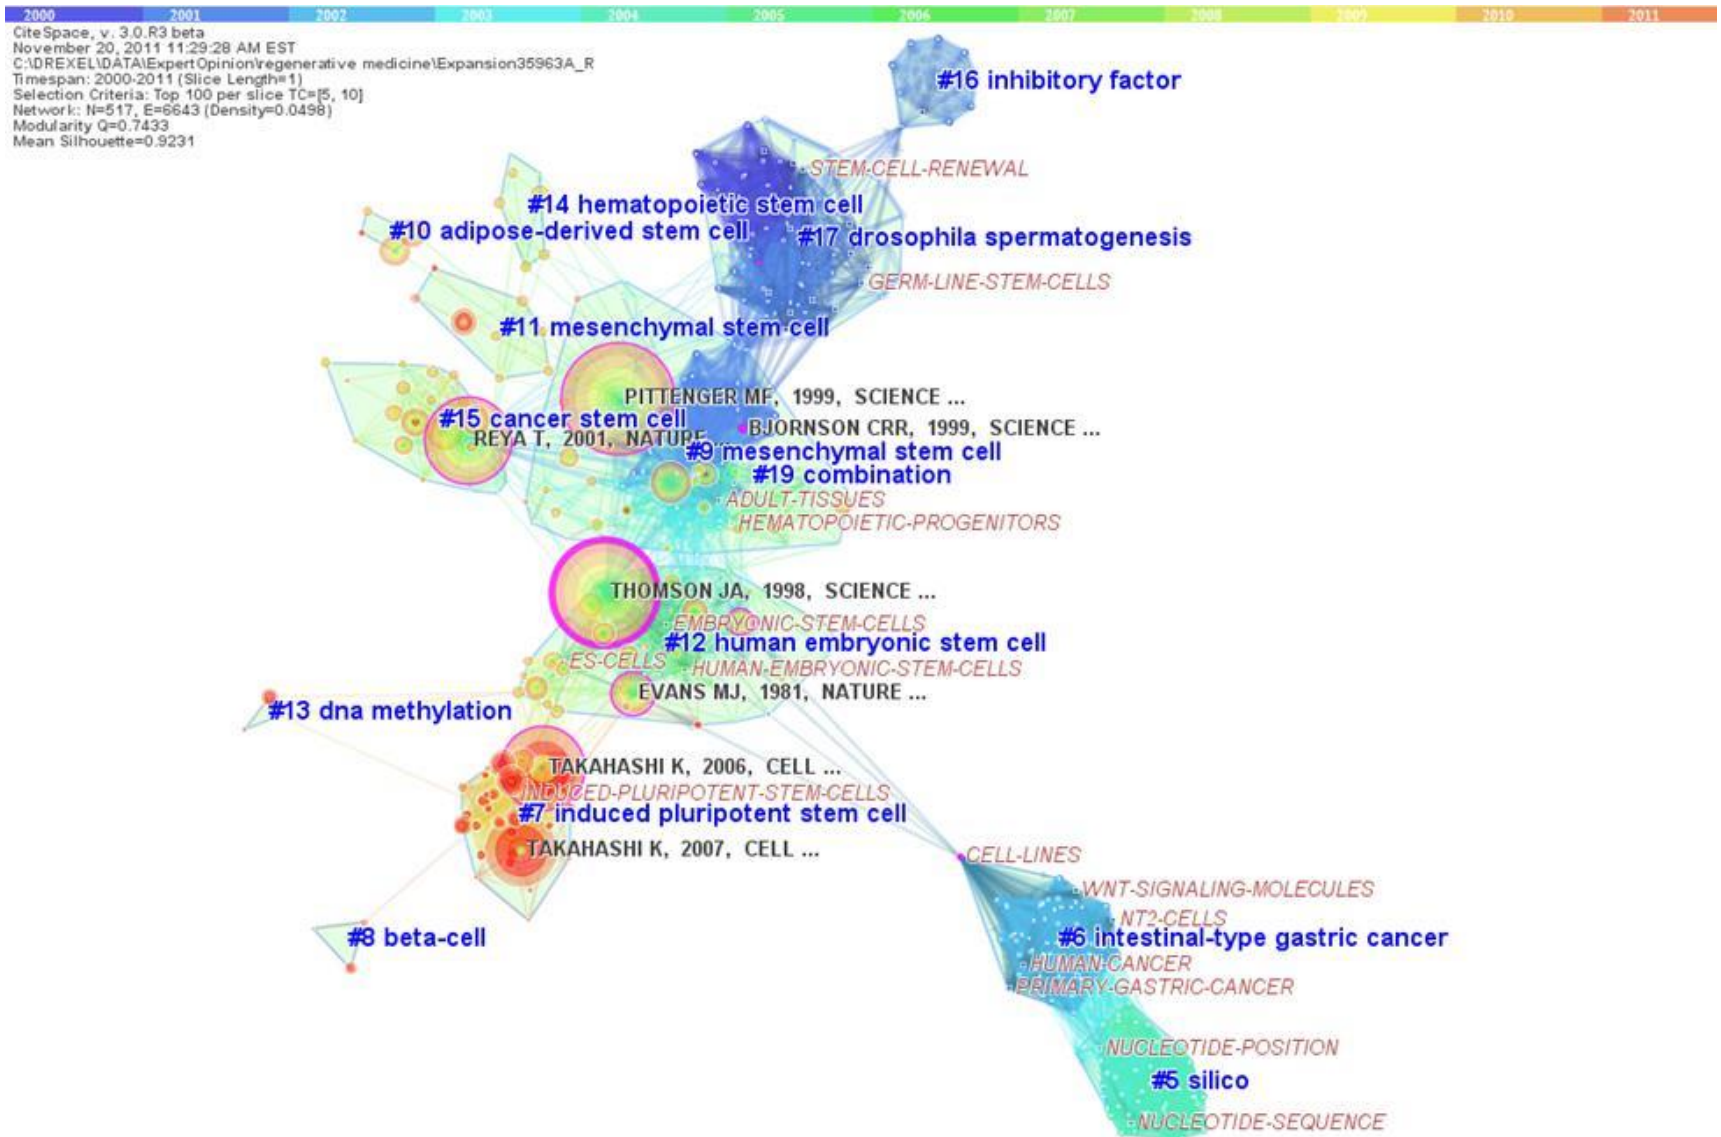 2000 2001 2002 2003 2004 2005 2006 2007 2008 2009 2010 2011
CiteSpace, v. 3.0.R3 beta
November 20, 2011 11:29:28 AM EST
C:\DREXEL\DATA\ExpertOpinion\regenerative medicine\Expansion35963A_R
Timespan: 2000-2011 (Slice Length=1)
Selection Criteria: Top 100 per slice TC=[5, 10]
Network: N=517, E=6643 (Density=0.0498)
Modularity Q=0.7433
Mean Silhouette=0.9231
#16 inhibitory factor
STEM-CELL-RENEWAL
#14 hematopoietic stem cell
#10 adipose-derived stem cell
#17 drosophila spermatogenesis
GERM-LINE-STEM-CELLS
#11 mesenchymal stem cell
PITTENGER MF, 1999, SCIENCE ...
#15 cancer stem cell
BJORNSON CRR, 1999, SCIENCE ...
REYA T, 2001, NATURE ...
#9 mesenchymal stem cell
#19 combination
ADULT-TISSUES
HEMATOPOIETIC-PROGENITORS
THOMSON JA, 1998, SCIENCE ...
EMBRYONIC-STEM-CELLS
#12 human embryonic stem cell
ES-CELLS
HUMAN-EMBRYONIC-STEM-CELLS
EVANS MJ, 1981, NATURE ...
#13 dna methylation
TAKAHASHI K, 2006, CELL ...
INDUCED-PLURIPOTENT-STEM-CELLS
#7 induced pluripotent stem cell
TAKAHASHI K, 2007, CELL ...
CELL-LINES
WNT-SIGNALING-MOLECULES
NT2-CELLS
#8 beta-cell
#6 intestinal-type gastric cancer
HUMAN-CANCER
PRIMARY-GASTRIC-CANCER
NUCLEOTIDE-POSITION
#5 silico
NUCLEOTIDE-SEQUENCE